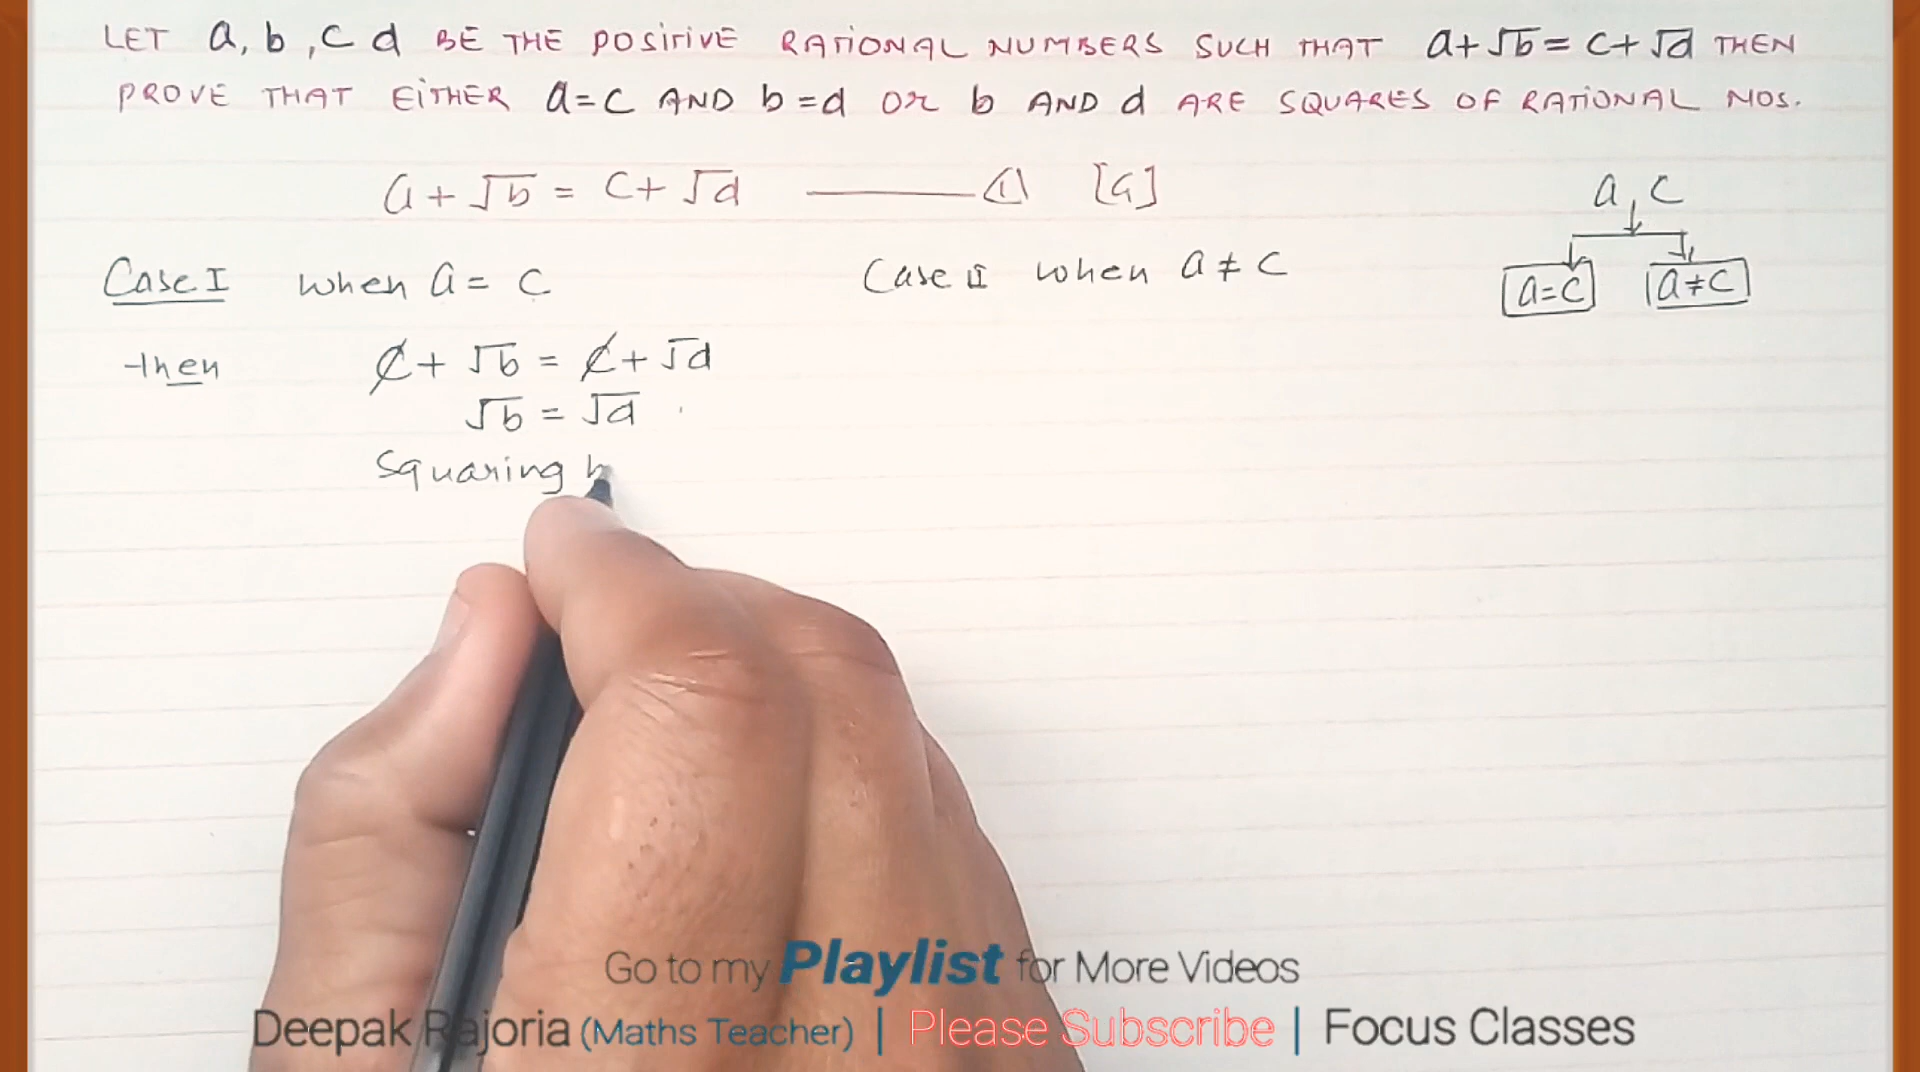 LET a, b, c d BE THE POSITIVE RATIONAL NUMBERS SUCH THAT a+√b = c+√d THEN
PROVE THAT EITHER a=c AND b=d OR b AND d ARE SQUARES OF RATIONAL NOS.
a + √b = c + √d ——— ① [G]
a, c
a=c a≠c
Case I when a = c
then c + √b = c + √d
√b = √d
Squaring b
Case II when a ≠ c
Go to my Playlist for More Videos
Deepak Rajoria (Maths Teacher) | Please Subscribe | Focus Classes